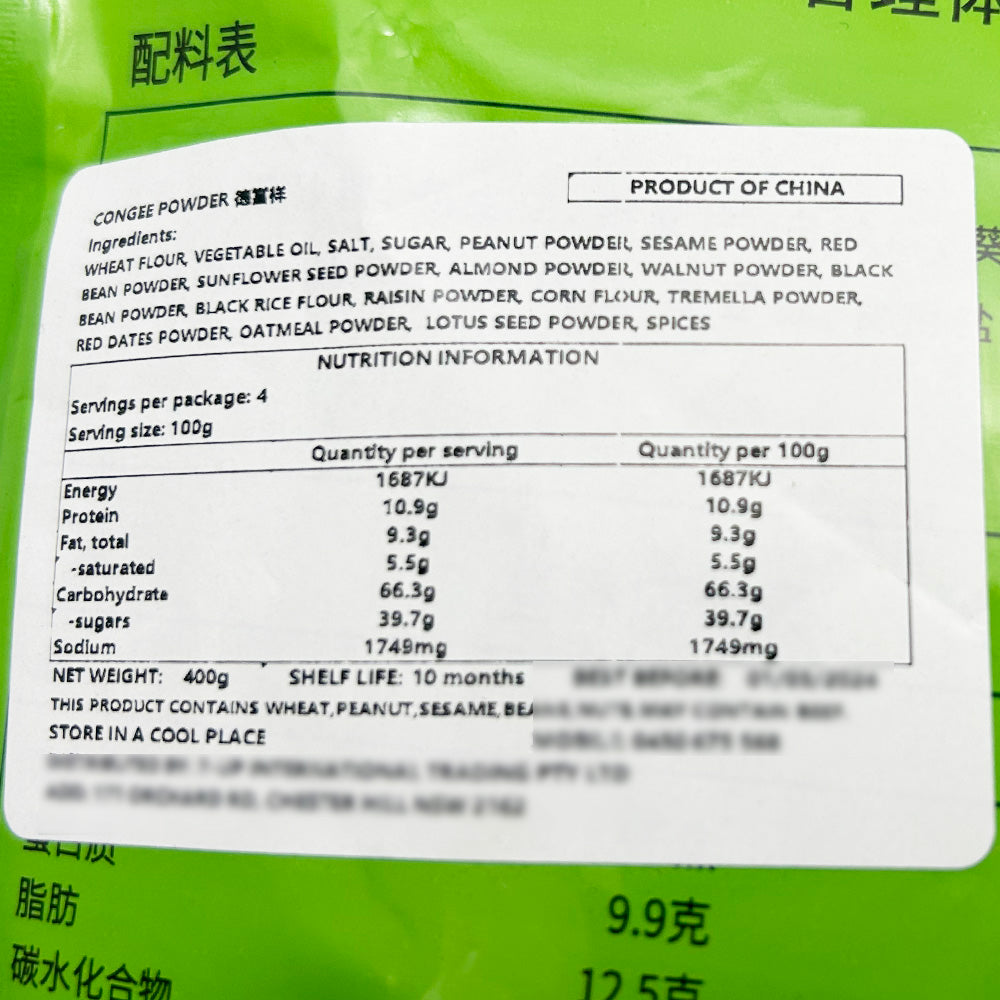 配料表
CONGEE POWDER 德富祥
PRODUCT OF CHINA
Ingredients:
WHEAT FLOUR, VEGETABLE OIL, SALT, SUGAR, PEANUT POWDER, SESAME POWDER, RED
BEAN POWDER, SUNFLOWER SEED POWDER, ALMOND POWDER, WALNUT POWDER, BLACK
BEAN POWDER, BLACK RICE FLOUR, RAISIN POWDER, CORN FLOUR, TREMELLA POWDER,
RED DATES POWDER, OATMEAL POWDER, LOTUS SEED POWDER, SPICES
NUTRITION INFORMATION
Servings per package: 4
Serving size: 100g
Quantity per serving Quantity per 100g
Energy 1687KJ 1687KJ
Protein 10.9g 10.9g
Fat, total 9.3g 9.3g
-saturated 5.5g 5.5g
Carbohydrate 66.3g 66.3g
-sugars 39.7g 39.7g
Sodium 1749mg 1749mg
NET WEIGHT: 400g SHELF LIFE: 10 months
THIS PRODUCT CONTAINS WHEAT,PEANUT,SESAME,
STORE IN A COOL PLACE
脂肪 9.9克
碳水化合物 12.5克